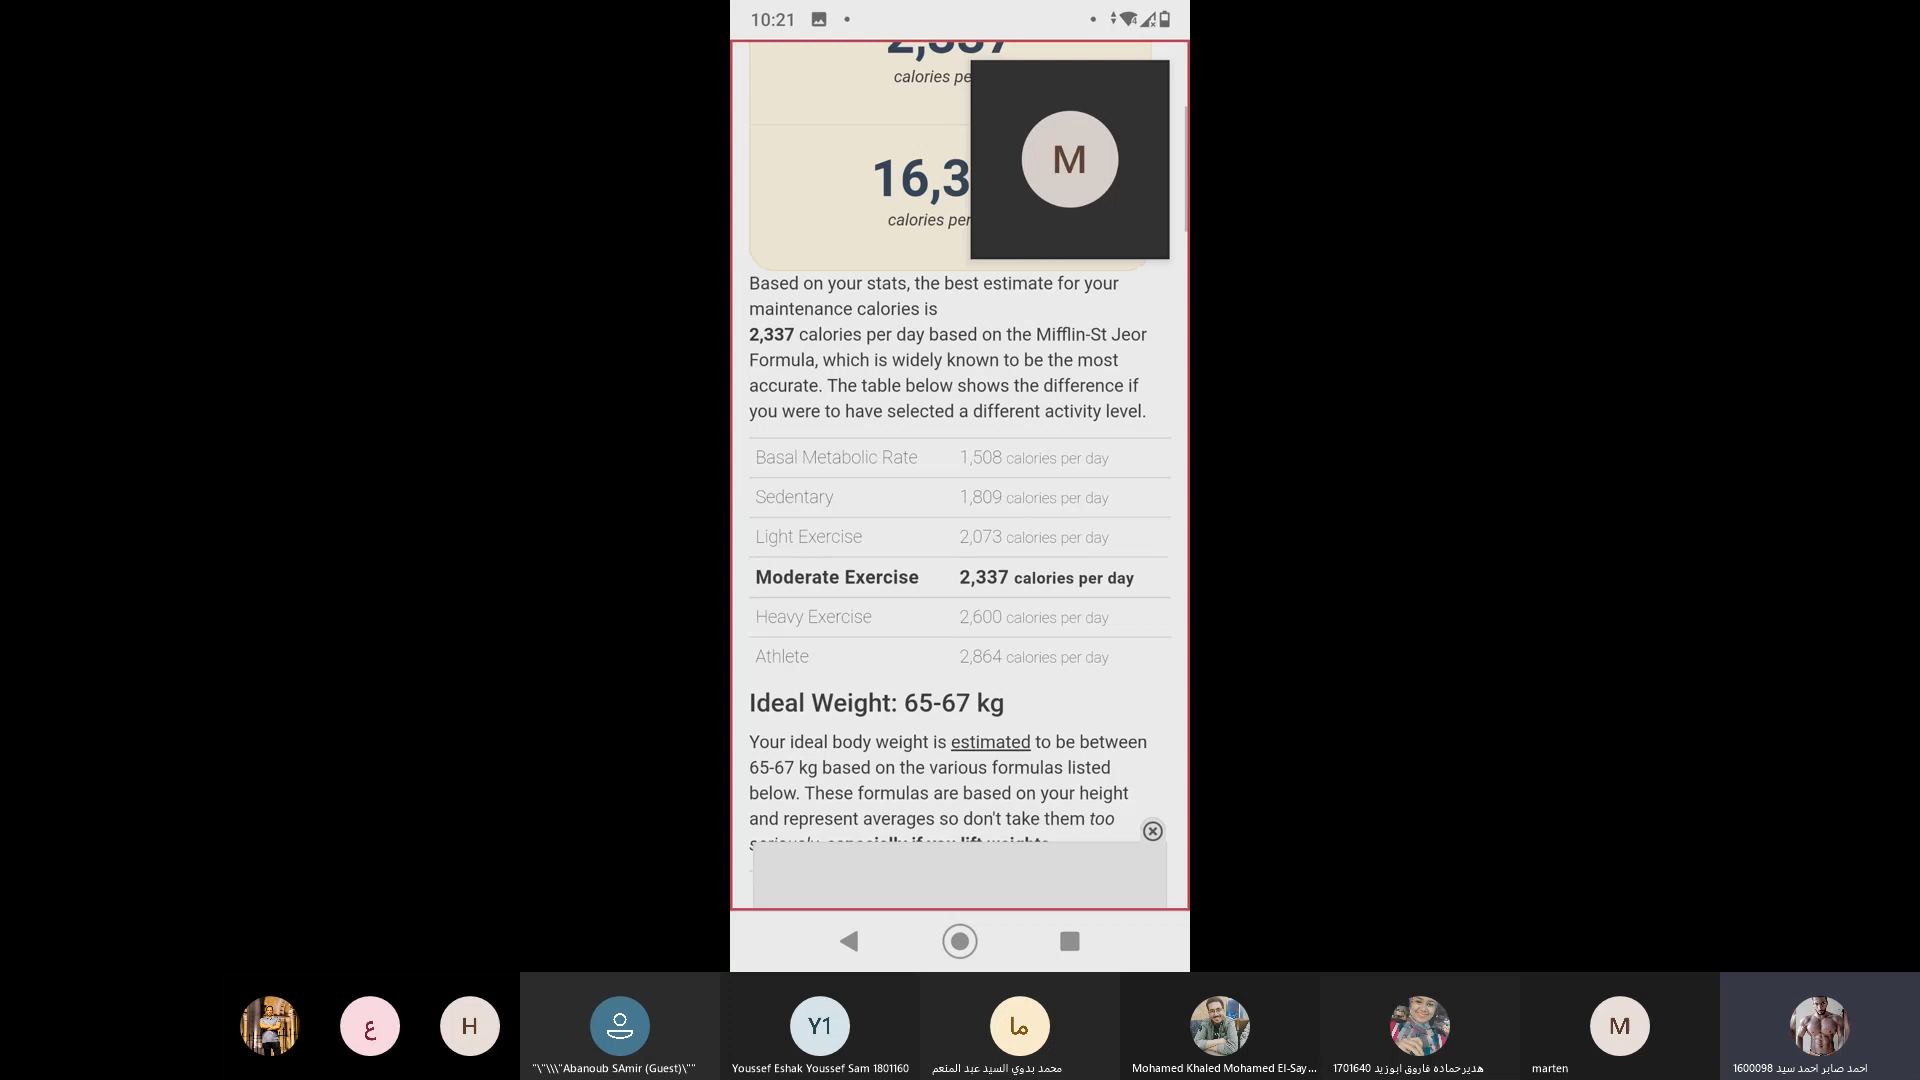 10:21
calories pe
16,3
calories per
M
Based on your stats, the best estimate for your
maintenance calories is
2,337 calories per day based on the Mifflin-St Jeor
Formula, which is widely known to be the most
accurate. The table below shows the difference if
you were to have selected a different activity level.
Basal Metabolic Rate 1,508 calories per day
Sedentary 1,809 calories per day
Light Exercise 2,073 calories per day
Moderate Exercise 2,337 calories per day
Heavy Exercise 2,600 calories per day
Athlete 2,864 calories per day
Ideal Weight: 65-67 kg
Your ideal body weight is estimated to be between
65-67 kg based on the various formulas listed
below. These formulas are based on your height
and represent averages so don't take them too
seriously, especially if you lift weights
ع H Y1 ما M
"\"\\\"Abanoub SAmir (Guest)\"" Youssef Eshak Youssef Sam 1801160 محمد بدوي السيد عبد المنعم Mohamed Khaled Mohamed El-Say... هديرحماده فاروق ابوزيد 1701640 marten احمد صابر احمد سيد 1600098